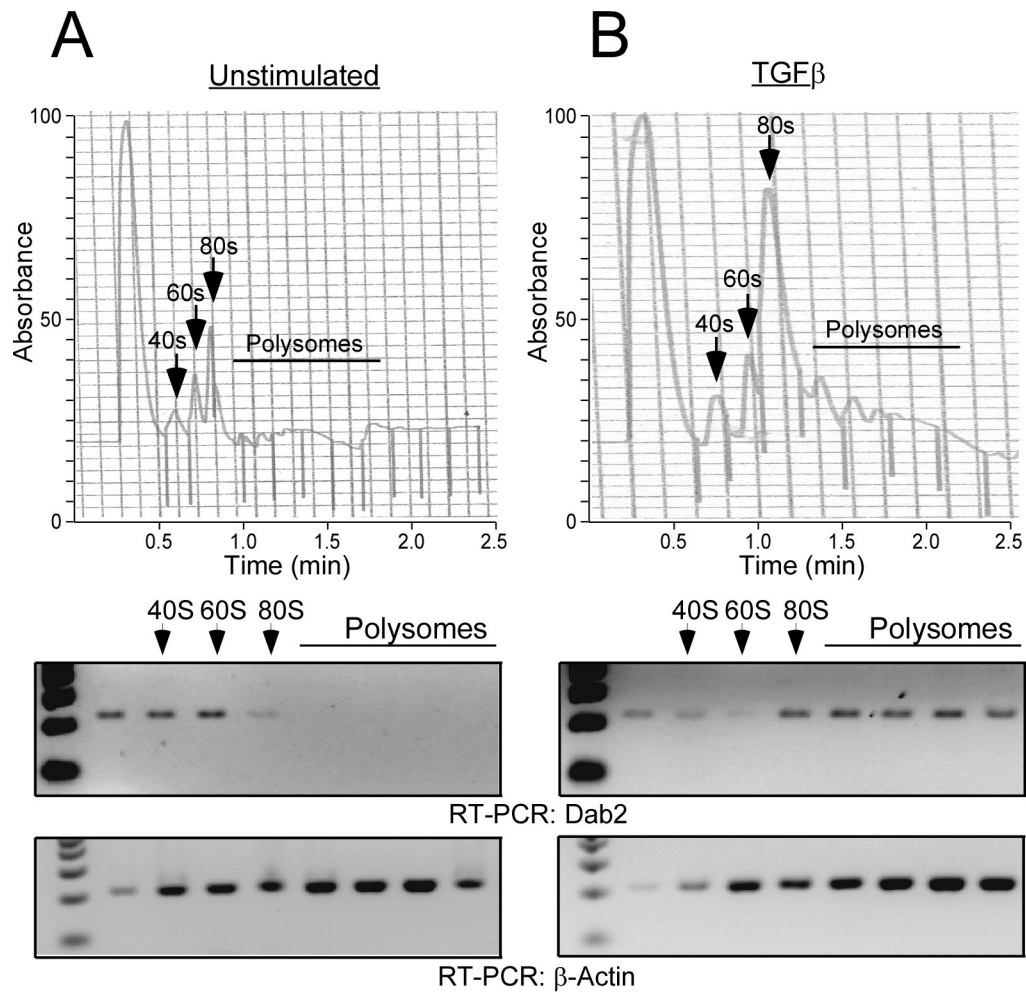 A
B
Unstimulated
TGFβ
100
50
0
Absorbance
40s
60s
80s
Polysomes
0.5
1.0
1.5
2.0
2.5
Time (min)
100
50
0
Absorbance
40s
60s
80s
Polysomes
0.5
1.0
1.5
2.0
2.5
Time (min)
40S 60S 80S Polysomes
40S 60S 80S Polysomes
RT-PCR: Dab2
RT-PCR: β-Actin